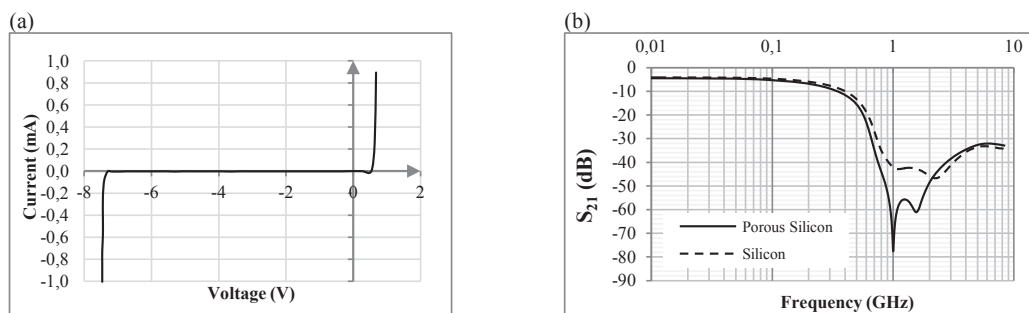 (a)
1,0
0,8
0,6
0,4
0,2
0,0
-0,2
-0,4
-0,6
-0,8
-1,0
-8 -6 -4 -2 0 2
Current (mA)
Voltage (V)
(b)
0,01 0,1 1 10
0
-10
-20
-30
-40
-50
-60
-70
-80
-90
S21 (dB)
Porous Silicon
Silicon
Frequency (GHz)